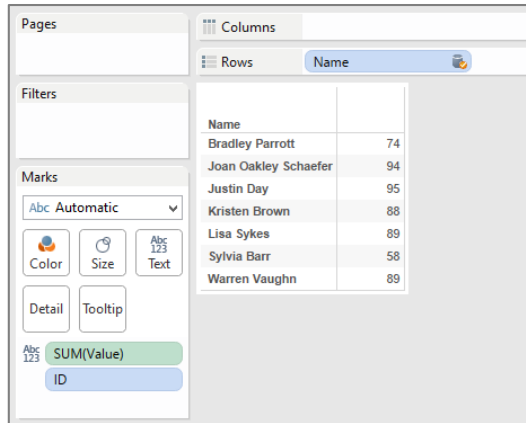 Pages
Columns
Rows
Name
Filters
Name
Bradley Parrott 74
Joan Oakley Schaefer 94
Justin Day 95
Kristen Brown 88
Lisa Sykes 89
Sylvia Barr 58
Warren Vaughn 89
Marks
Abc Automatic
Abc
123
Color Size Text
Detail Tooltip
Abc
123
SUM(Value)
ID